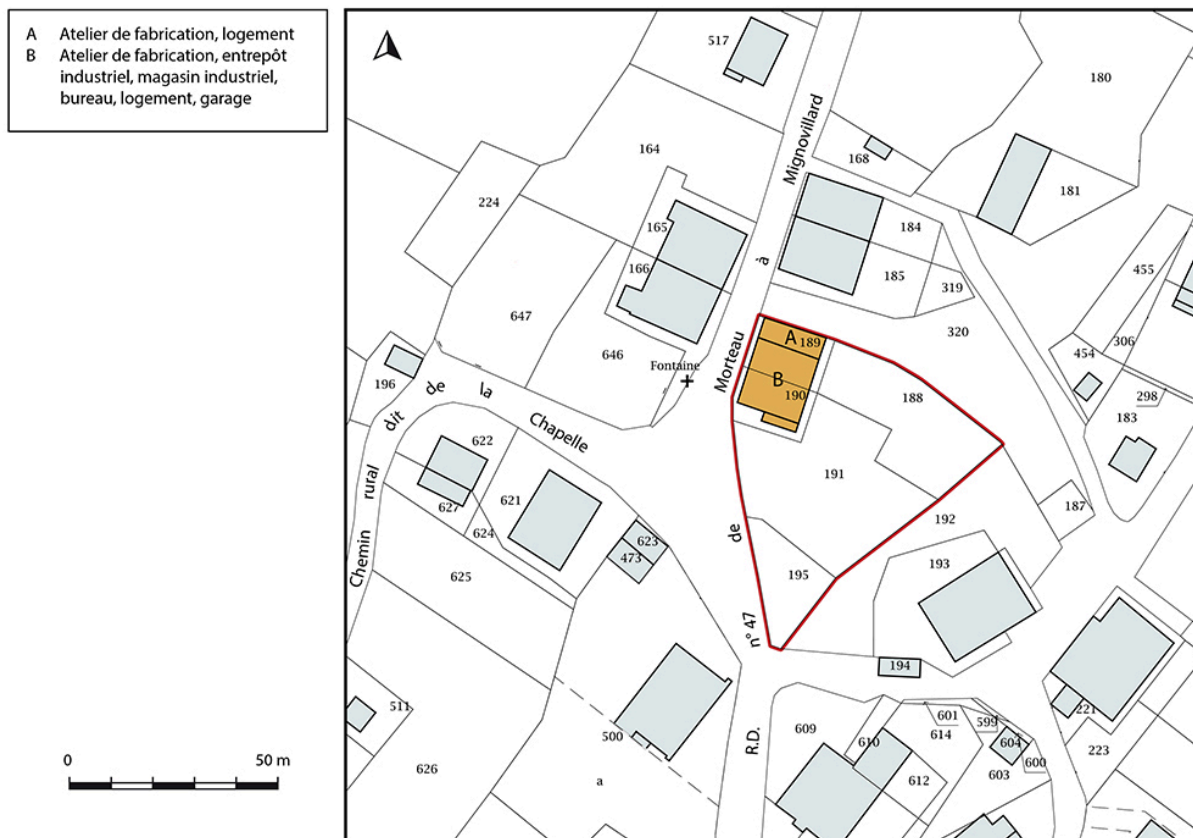 A Atelier de fabrication, logement
B Atelier de fabrication, entrepôt
industriel, magasin industriel,
bureau, logement, garage
0 50 m
517
180
Mignovillard
164
168
181
224
165
184
à
166
185
455
319
647
320
306
A 189
646
Fontaine
Morteau
454
B
196
190
188
298
183
dit de la Chapelle
622
191
621
627
187
192
624
de
623
rural
473
193
625
195
Chemin
n° 47
194
511
221
601
599
500
609
610
614
604
223
R.D.
600
626
603
612
a